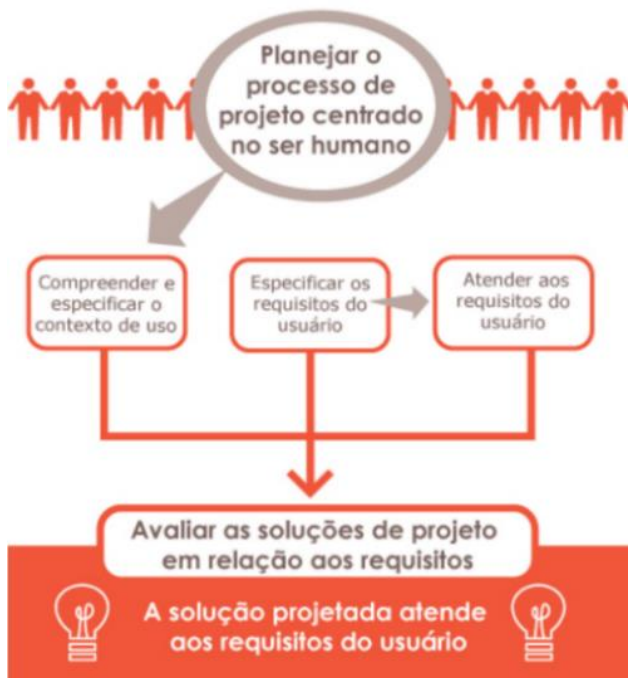 Planejar o
processo de
projeto centrado
no ser humano
Compreender e
especificar o
contexto de uso
Especificar os
requisitos do
usuário
Atender aos
requisitos do
usuário
Avaliar as soluções de projeto
em relação aos requisitos
A solução projetada atende
aos requisitos do usuário